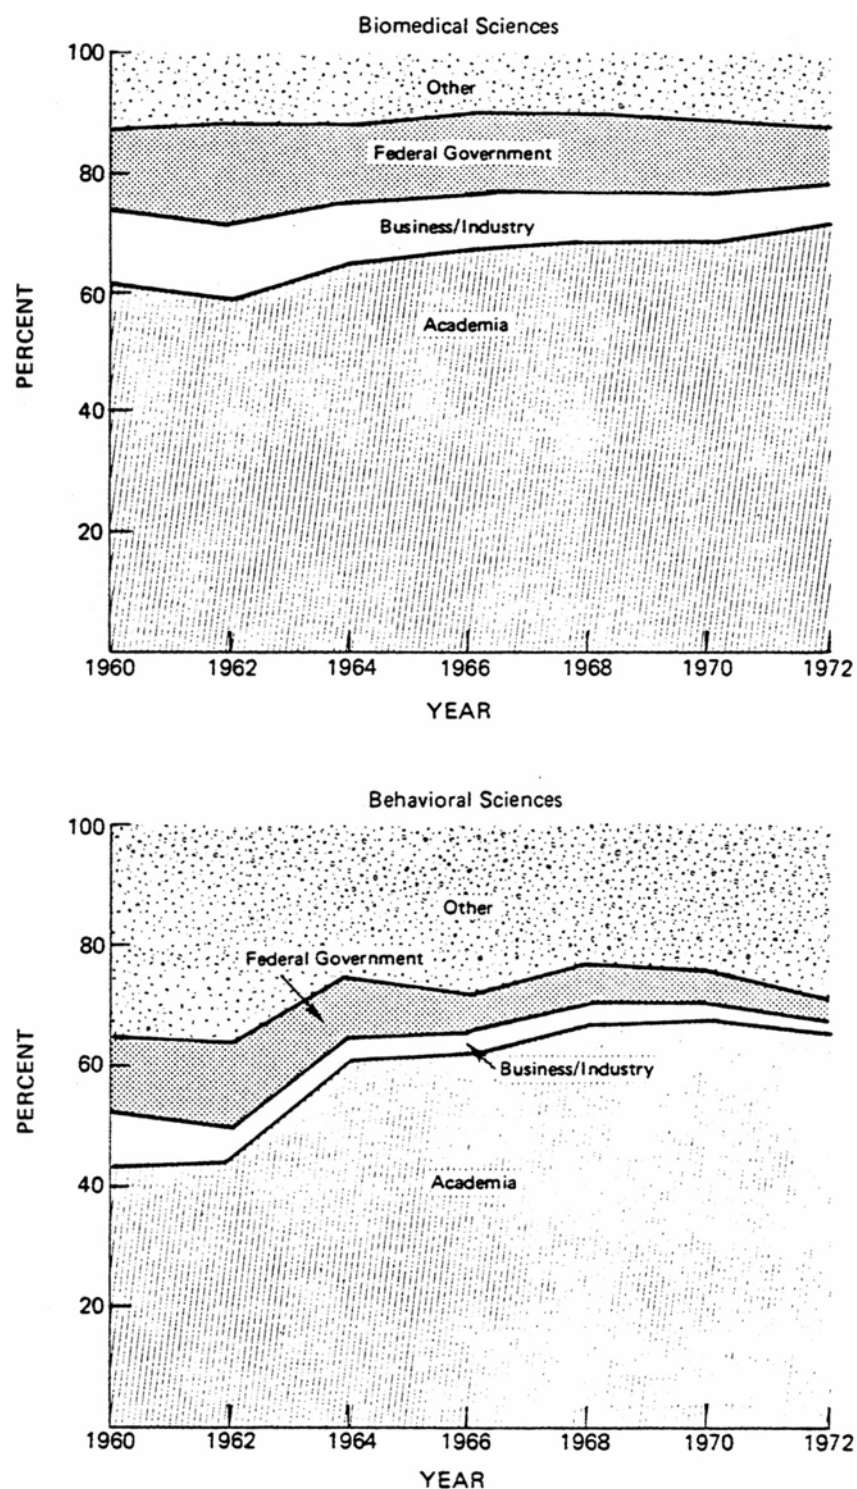 Biomedical Sciences
100
Other
Federal Government
80
Business/Industry
60
Academia
PERCENT
40
20
1960 1962 1964 1966 1968 1970 1972
YEAR
Behavioral Sciences
100
Other
80
Federal Government
60
Business/Industry
PERCENT
40
Academia
20
1960 1962 1964 1966 1968 1970 1972
YEAR